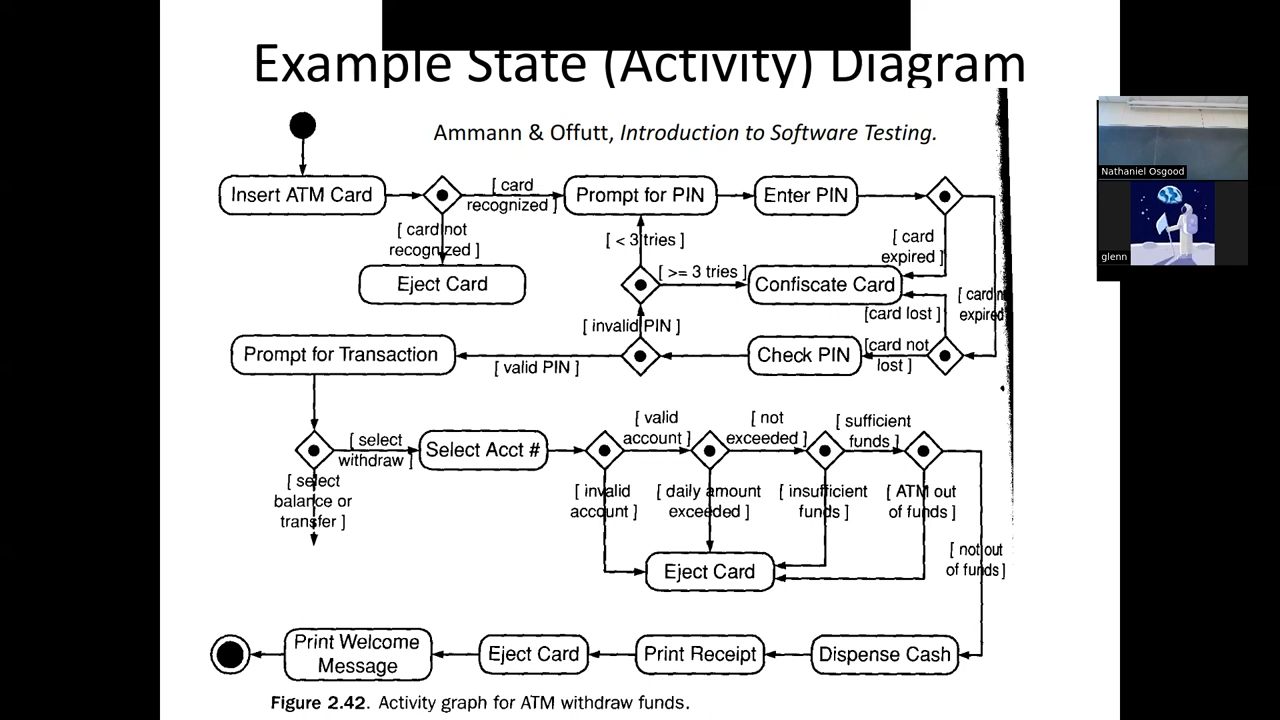 Example State (Activity) Diagram
Ammann & Offutt, Introduction to Software Testing.
Nathaniel Osgood
glenn
Insert ATM Card
[ card
recognized ]
Prompt for PIN
Enter PIN
[ card not
recognized ]
[ < 3 tries ]
[ card
expired ]
Eject Card
[ >= 3 tries ]
Confiscate Card
[ card n
expired
[card lost ]
[ invalid PIN ]
Prompt for Transaction
[ valid PIN ]
Check PIN
[card not
lost ]
[ select
withdraw ]
Select Acct #
[ valid
account ]
[ not
exceeded ]
[ sufficient
funds ]
[ select
balance or
transfer ]
[ invalid
account ]
[ daily amount
exceeded ]
[ insufficient
funds ]
[ ATM out
of funds ]
[ not out
of funds ]
Eject Card
Print Welcome
Message
Eject Card
Print Receipt
Dispense Cash
Figure 2.42. Activity graph for ATM withdraw funds.